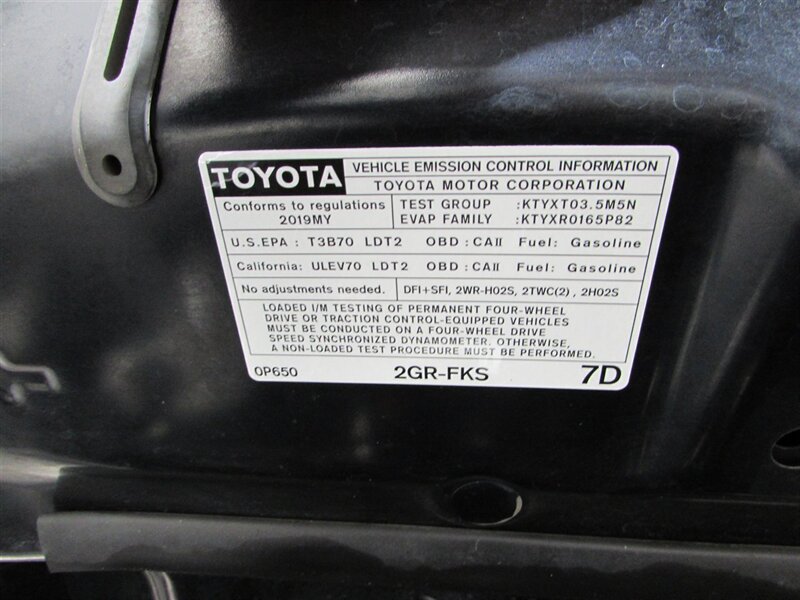 TOYOTA VEHICLE EMISSION CONTROL INFORMATION
TOYOTA MOTOR CORPORATION
Conforms to regulations
2019MY
TEST GROUP :KTYXT03.5M5N
EVAP FAMILY :KTYXR0165P82
U.S.EPA : T3B70 LDT2 OBD : CAII Fuel: Gasoline
California: ULEV70 LDT2 OBD : CAII Fuel: Gasoline
No adjustments needed. DFI+SFI, 2WR-HO2S, 2TWC(2) , 2HO2S
LOADED I/M TESTING OF PERMANENT FOUR-WHEEL
DRIVE OR TRACTION CONTROL-EQUIPPED VEHICLES
MUST BE CONDUCTED ON A FOUR-WHEEL DRIVE
SPEED SYNCHRONIZED DYNAMOMETER. OTHERWISE,
A NON-LOADED TEST PROCEDURE MUST BE PERFORMED.
0P650 2GR-FKS 7D